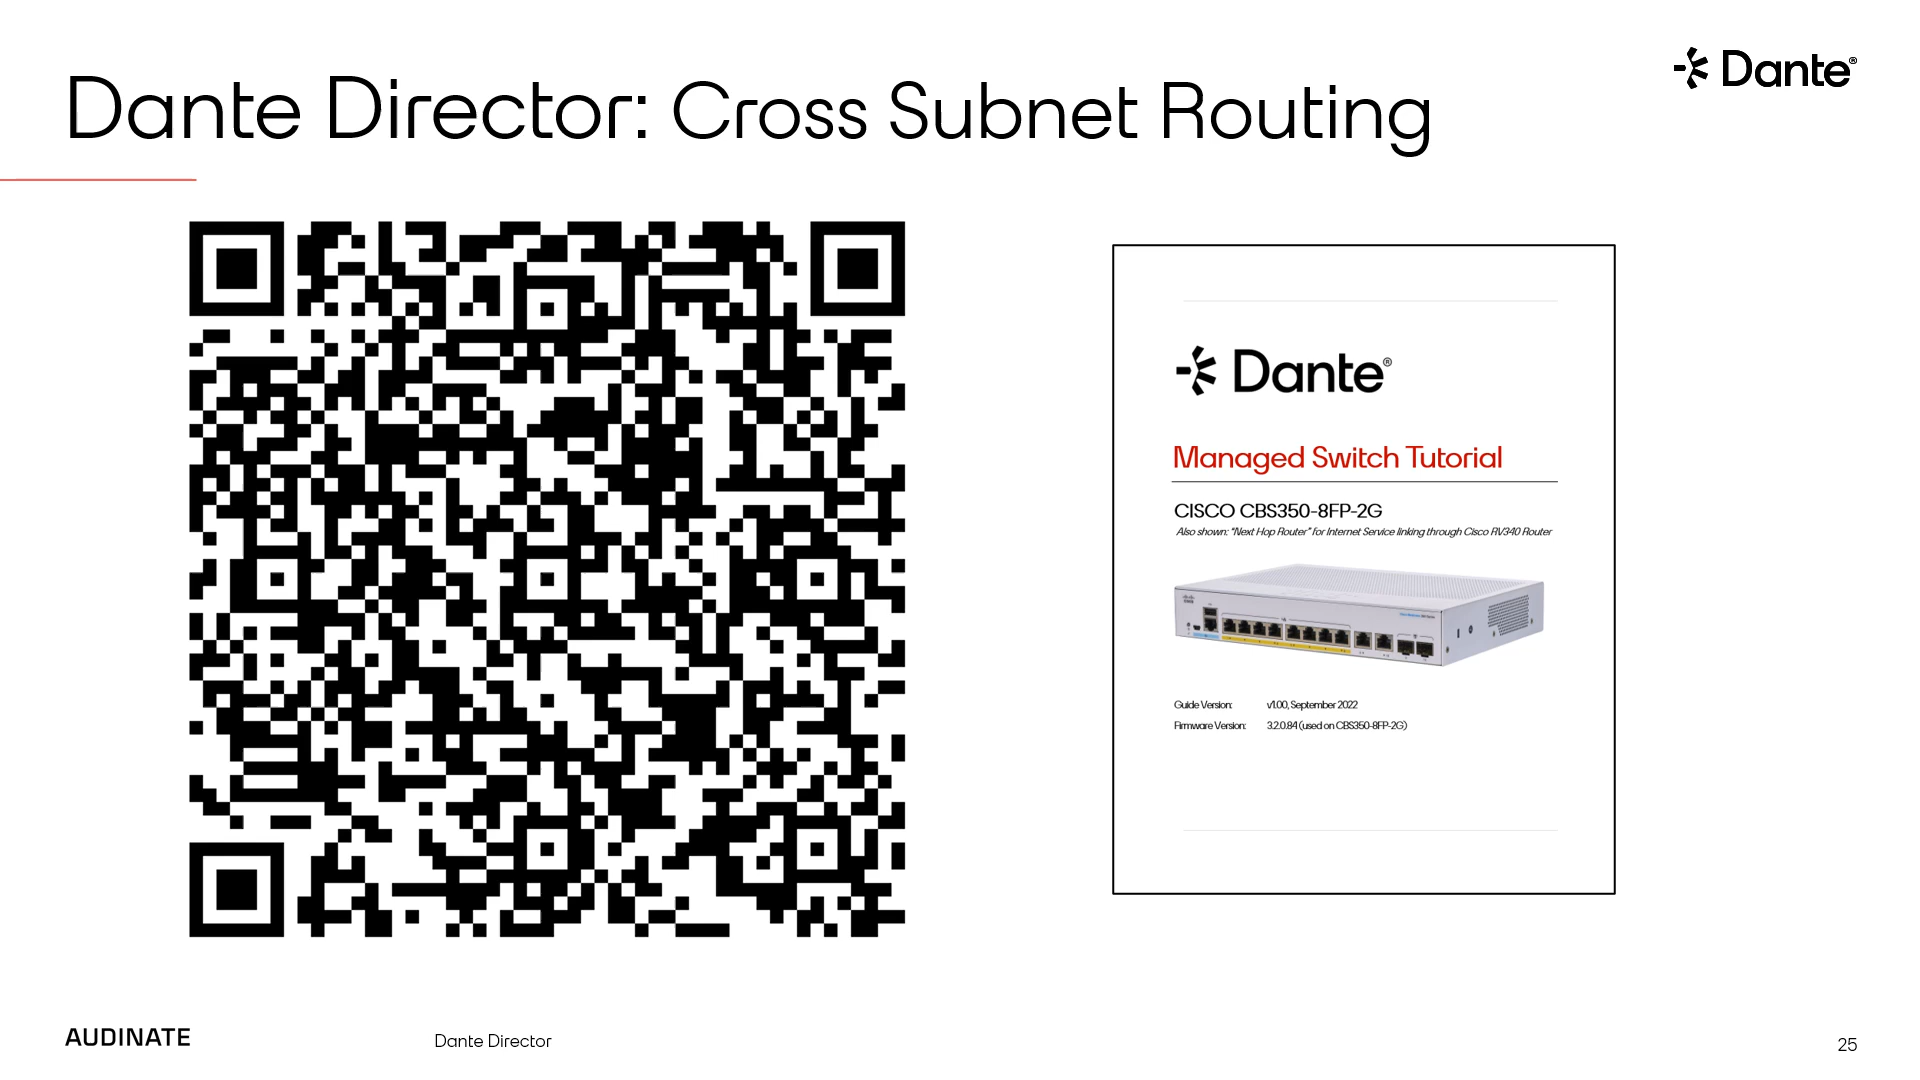 Dante Director: Cross Subnet Routing
Dante®
Dante®
Managed Switch Tutorial
CISCO CBS350-8FP-2G
Also shown: "Next Hop Router" for Internet Service linking through Cisco RV340 Router
Guide Version: v1.00, September 2022
Firmware Version: 3.2.0.84 (used on CBS350-8FP-2G)
AUDINATE
Dante Director
25